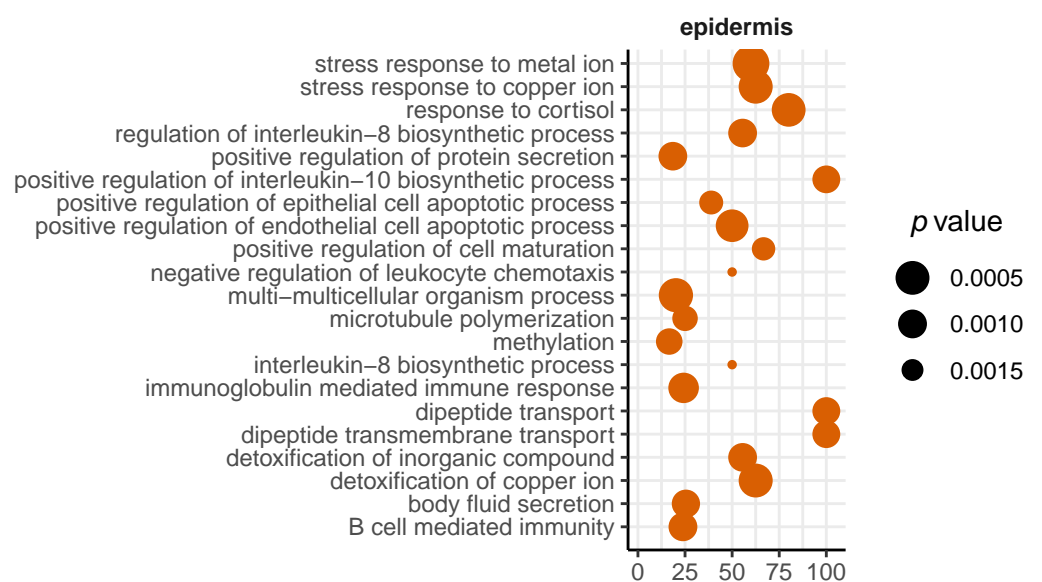 epidermis
stress response to metal ion
stress response to copper ion
response to cortisol
regulation of interleukin−8 biosynthetic process
positive regulation of protein secretion
positive regulation of interleukin−10 biosynthetic process
positive regulation of epithelial cell apoptotic process
positive regulation of endothelial cell apoptotic process
positive regulation of cell maturation
negative regulation of leukocyte chemotaxis
multi−multicellular organism process
microtubule polymerization
methylation
interleukin−8 biosynthetic process
immunoglobulin mediated immune response
dipeptide transport
dipeptide transmembrane transport
detoxification of inorganic compound
detoxification of copper ion
body fluid secretion
B cell mediated immunity
0 25 50 75 100
p value
0.0005
0.0010
0.0015